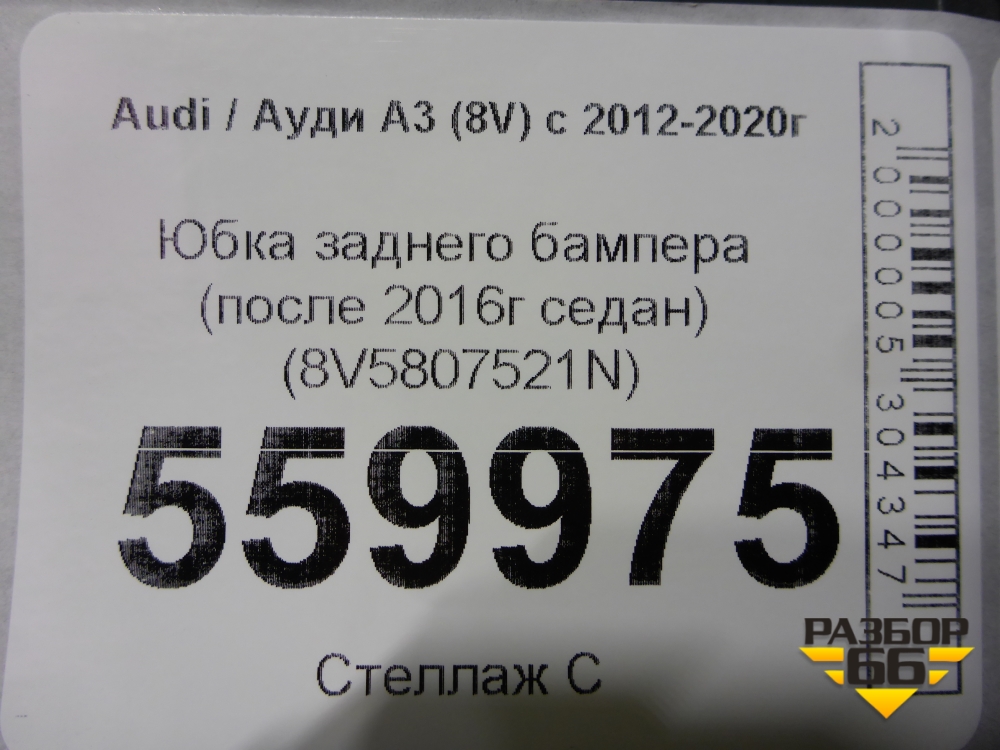 Audi / Ауди А3 (8V) с 2012-2020г
Юбка заднего бампера
(после 2016г седан)
(8V5807521N)
559975
Стеллаж С
2000005304347
РАЗБОР
66